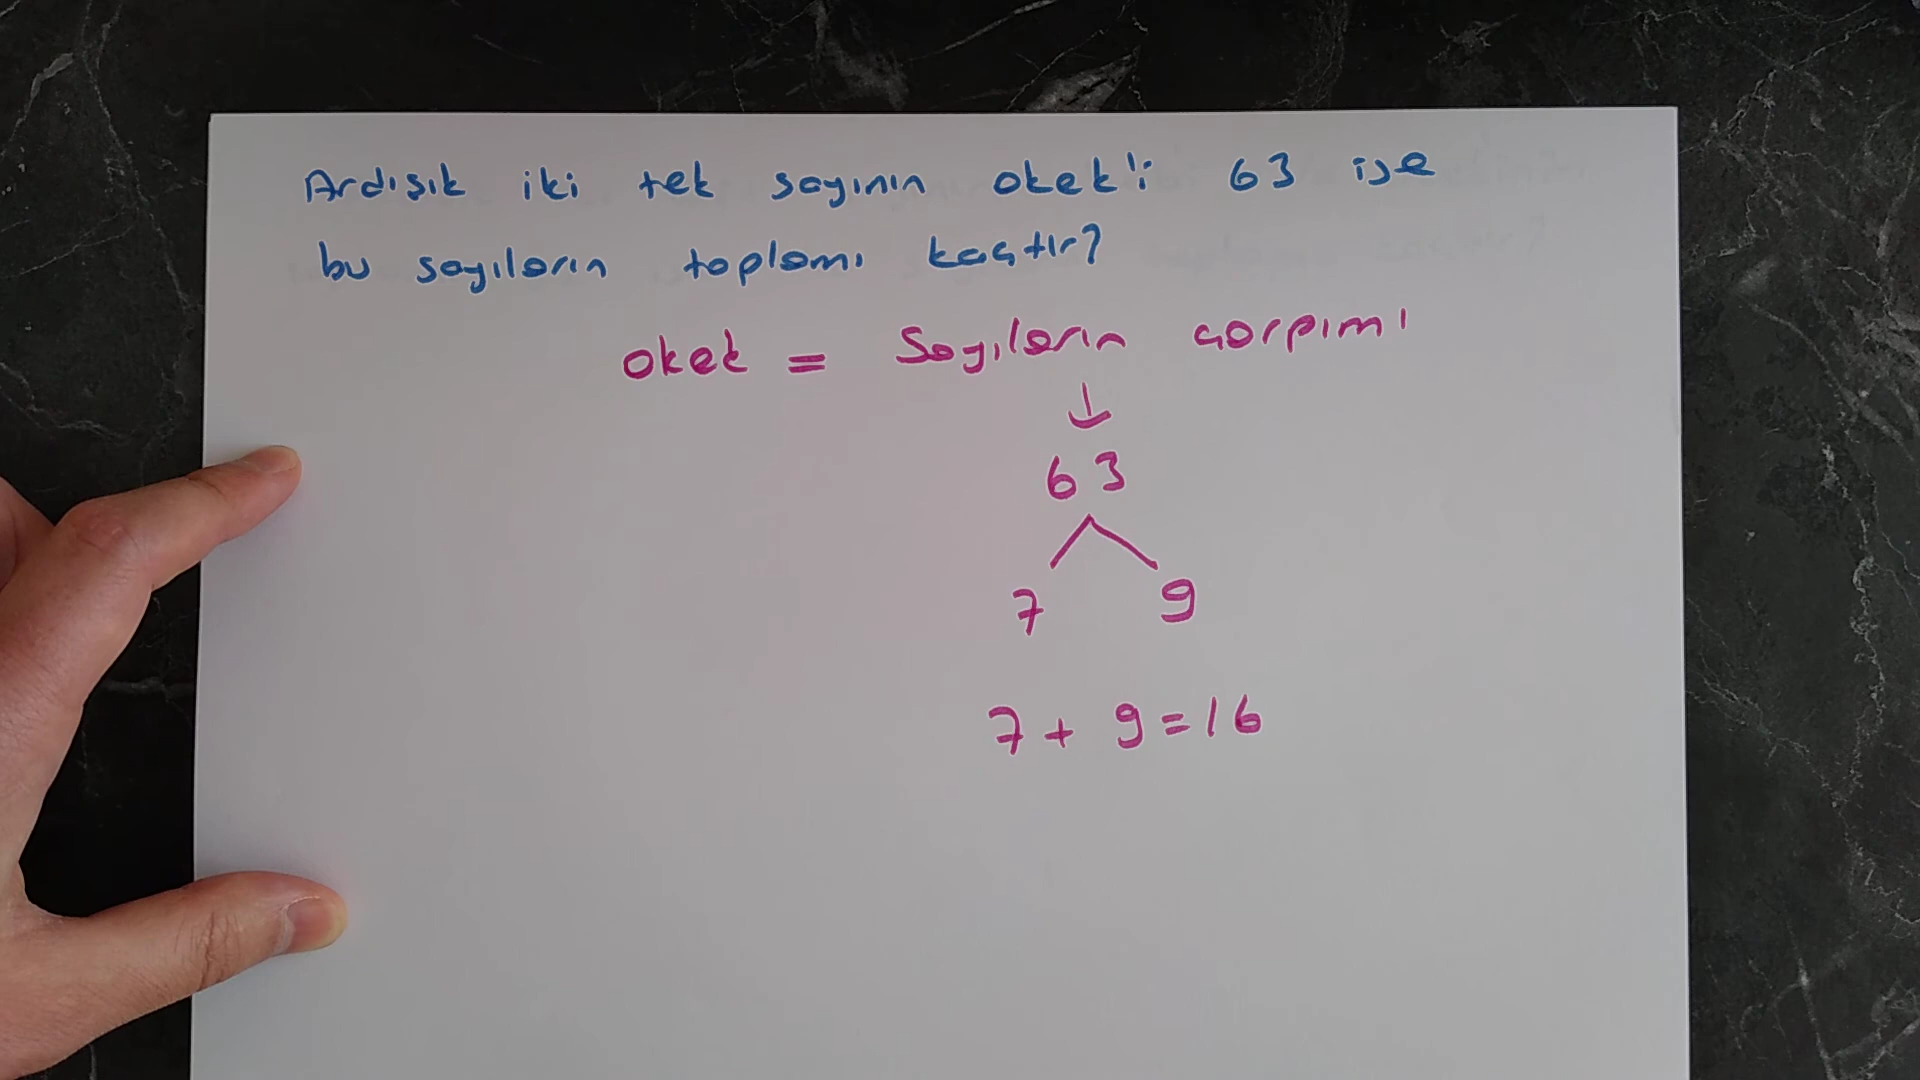 Ardışık iki tek sayının okek'i 63 ise
bu sayıların toplamı kaçtır?
okek = Sayıların çarpımı
↓
63
7 9
7 + 9 = 16